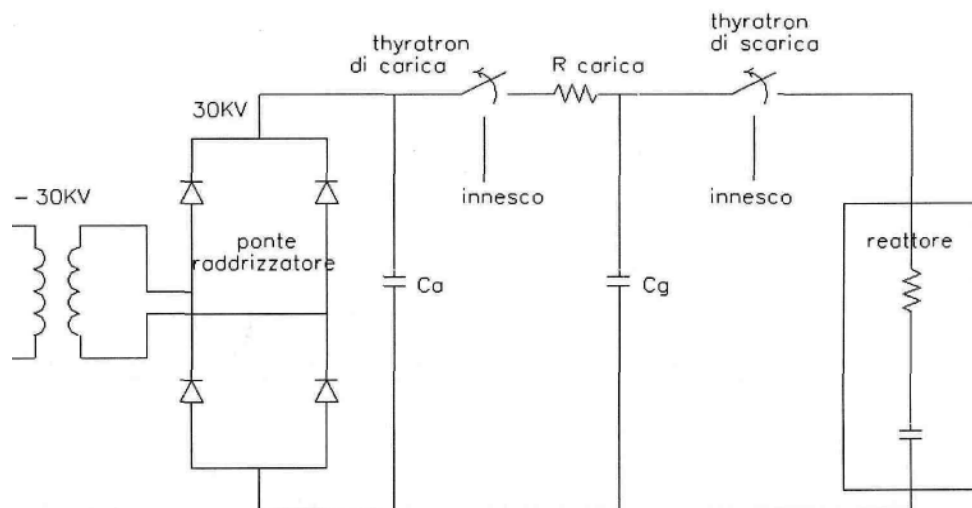 thyratron
di carica
R carica
thyratron
di scarica
30KV
innesco
innesco
- 30KV
ponte
raddrizzatore
Ca
Cg
reattore